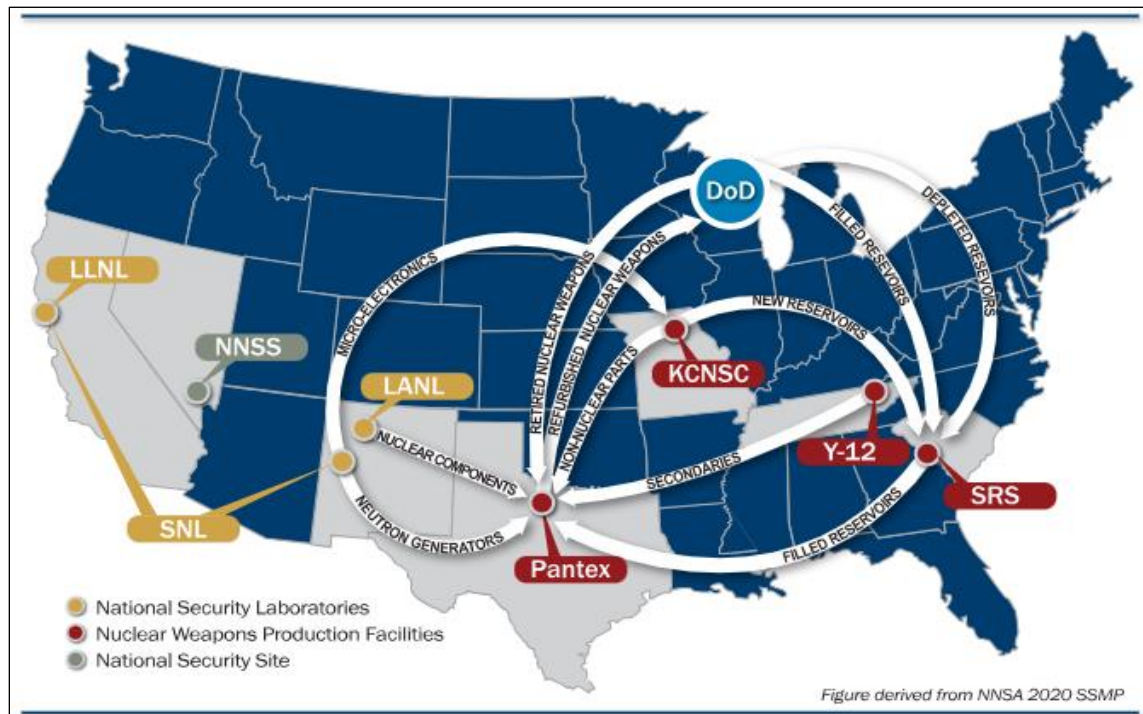 DoD
LLNL
NNSS
LANL
SNL
KCNSC
Y-12
SRS
Pantex
MICRO-ELECTRONICS
RETIRED NUCLEAR WEAPONS
REFURBISHED NUCLEAR WEAPONS
NON-NUCLEAR PARTS
NEW RESERVOIRS
FILLED RESEVOIRS
DEPLETED RESEVOIRS
NUCLEAR COMPONENTS
NEUTRON GENERATORS
SECONDARIES
FILLED RESERVOIRS
National Security Laboratories
Nuclear Weapons Production Facilities
National Security Site
Figure derived from NNSA 2020 SSMP